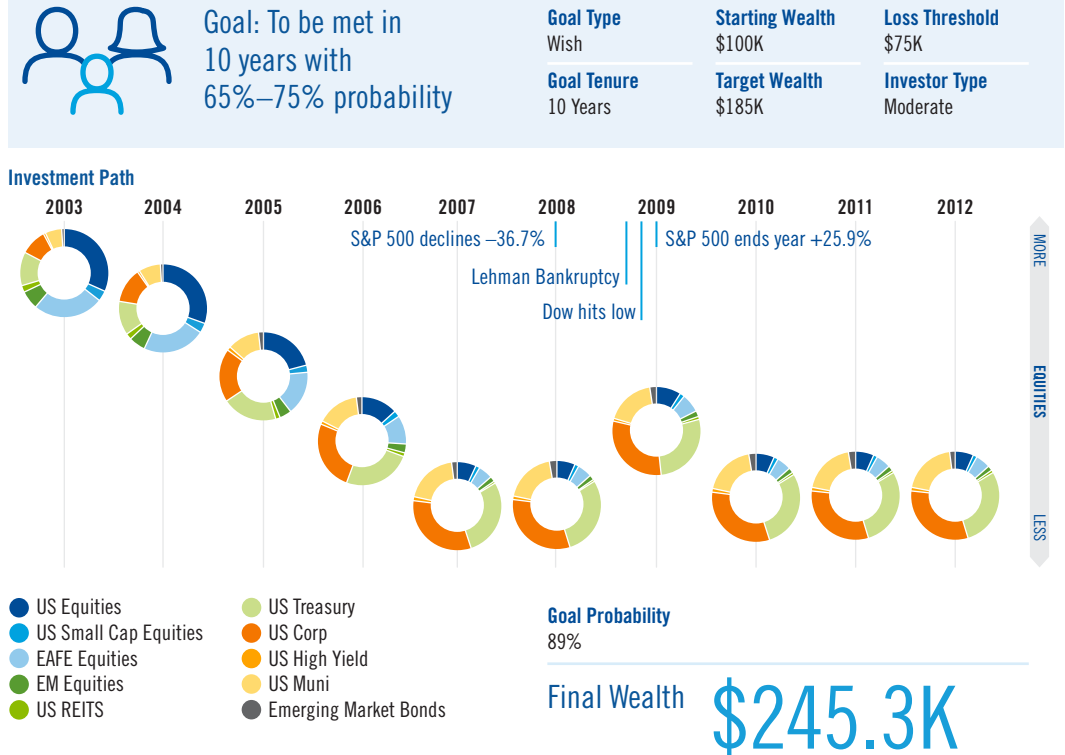 Goal: To be met in
10 years with
65%–75% probability
Goal Type
Wish
Starting Wealth
$100K
Loss Threshold
$75K
Goal Tenure
10 Years
Target Wealth
$185K
Investor Type
Moderate
Investment Path
2003 2004 2005 2006 2007 2008 2009 2010 2011 2012
S&P 500 declines –36.7%
S&P 500 ends year +25.9%
Lehman Bankruptcy
Dow hits low
MORE
EQUITIES
LESS
US Equities
US Small Cap Equities
EAFE Equities
EM Equities
US REITS
US Treasury
US Corp
US High Yield
US Muni
Emerging Market Bonds
Goal Probability
89%
Final Wealth $245.3K